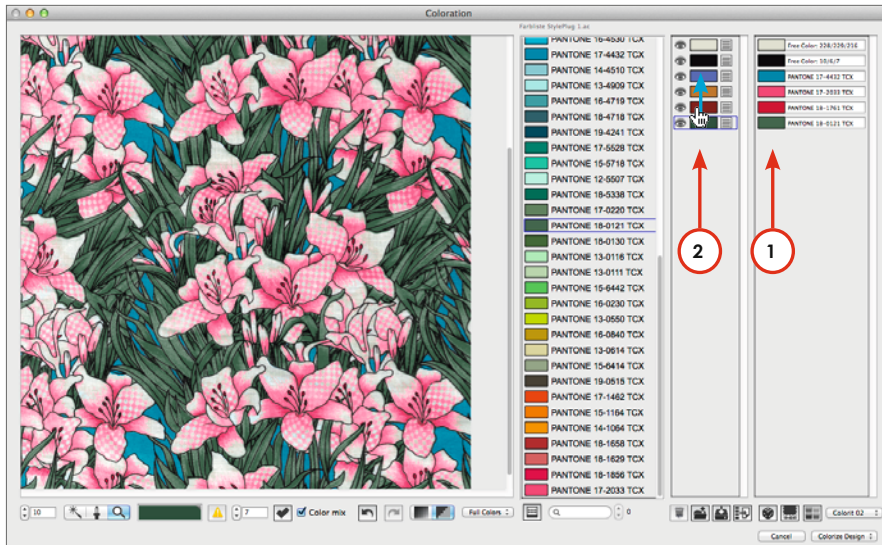 Coloration
Farbliste StylePlug 1.ac
PANTONE 16-4530 TCX
PANTONE 17-4432 TCX
PANTONE 14-4510 TCX
PANTONE 13-4909 TCX
PANTONE 16-4719 TCX
PANTONE 18-4718 TCX
PANTONE 19-4241 TCX
PANTONE 17-5528 TCX
PANTONE 15-5718 TCX
PANTONE 12-5507 TCX
PANTONE 18-5338 TCX
PANTONE 17-0220 TCX
PANTONE 18-0121 TCX
PANTONE 18-0130 TCX
PANTONE 13-0116 TCX
PANTONE 13-0111 TCX
PANTONE 15-6442 TCX
PANTONE 16-0230 TCX
PANTONE 13-0550 TCX
PANTONE 16-0840 TCX
PANTONE 13-0614 TCX
PANTONE 15-6414 TCX
PANTONE 19-0515 TCX
PANTONE 17-1462 TCX
PANTONE 15-1164 TCX
PANTONE 14-1064 TCX
PANTONE 18-1658 TCX
PANTONE 16-1629 TCX
PANTONE 18-1856 TCX
PANTONE 17-2033 TCX
Free Color: 228/229/216
Free Color: 10/6/7
PANTONE 17-4432 TCX
PANTONE 17-2033 TCX
PANTONE 18-1761 TCX
PANTONE 18-0121 TCX
2
1
10
7
Color mix
Full Colors
0
Colorit 02
Cancel
Colorize Design